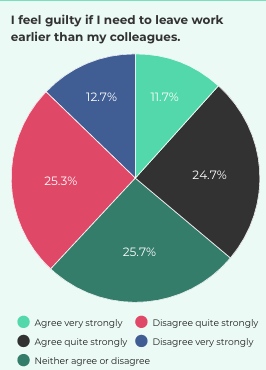 I feel guilty if I need to leave work
earlier than my colleagues.
12.7%
11.7%
25.3%
24.7%
25.7%
Agree very strongly
Disagree quite strongly
Agree quite strongly
Disagree very strongly
Neither agree or disagree